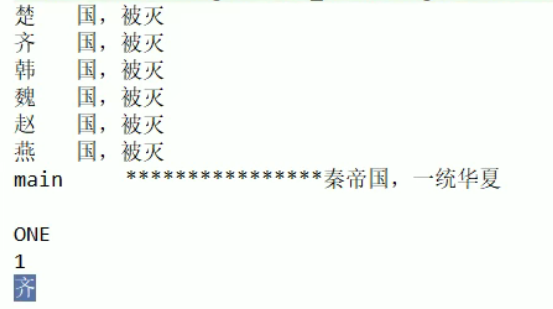 楚 国，被灭
齐 国，被灭
韩 国，被灭
魏 国，被灭
赵 国，被灭
燕 国，被灭
main ****************秦帝国，一统华夏
ONE
1
齐